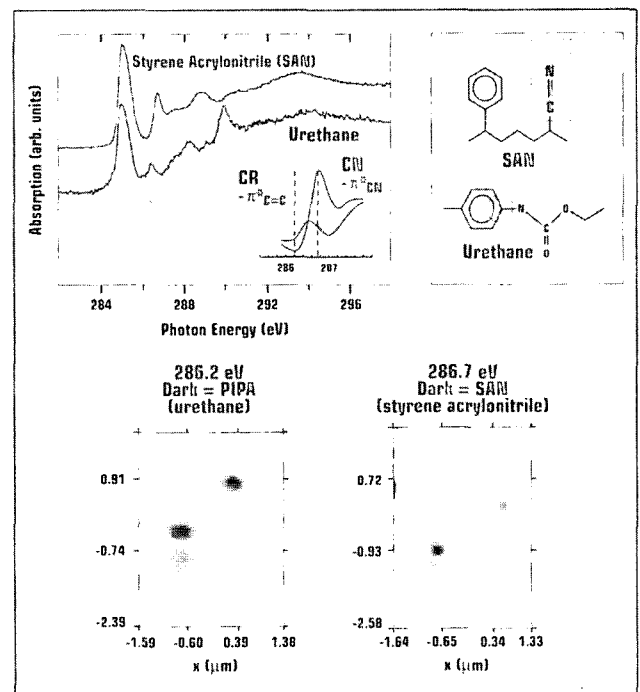 Styrene Acrylonitrile (SAN)
Urethane
CR
- π*C=C
CN
- π*CN
286 287
Absorption (arb. units)
284 288 292 296
Photon Energy (eV)
N
C
SAN
N
O
C
O
Urethane
286.2 eV
Dark = PIPA
(urethane)
0.91
-0.74
-2.39
-1.59 -0.60 0.39 1.38
x (μm)
286.7 eV
Dark = SAN
(styrene acrylonitrile)
0.72
-0.93
-2.58
-1.64 -0.65 0.34 1.33
x (μm)